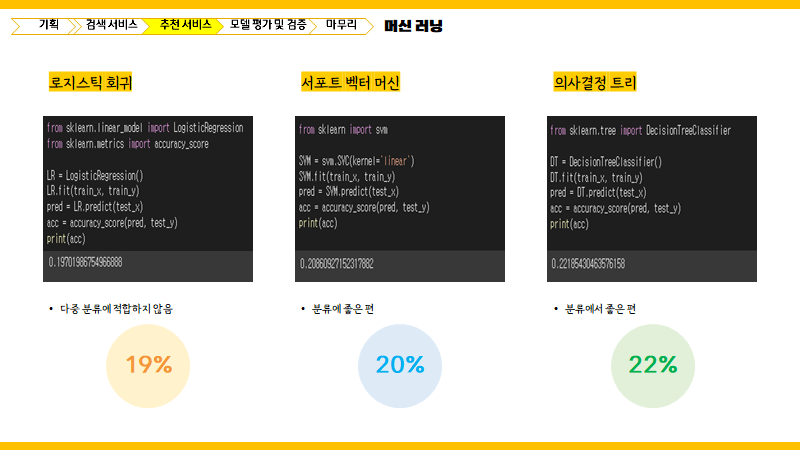 기획
검색 서비스
추천 서비스
모델 평가 및 검증
마무리
머신 러닝
로지스틱 회귀
from sklearn.linear_model import LogisticRegression
from sklearn.metrics import accuracy_score
LR = LogisticRegression()
LR.fit(train_x, train_y)
pred = LR.predict(test_x)
acc = accuracy_score(pred, test_y)
print(acc)
0.19701986754966888
• 다중 분류에 적합하지 않음
19%
서포트 벡터 머신
from sklearn import svm
SVM = svm.SVC(kernel='linear')
SVM.fit(train_x, train_y)
pred = SVM.predict(test_x)
acc = accuracy_score(pred, test_y)
print(acc)
0.20860927152317882
• 분류에 좋은 편
20%
의사결정 트리
from sklearn.tree import DecisionTreeClassifier
DT = DecisionTreeClassifier()
DT.fit(train_x, train_y)
pred = DT.predict(test_x)
acc = accuracy_score(pred, test_y)
print(acc)
0.22185430463576158
• 분류에서 좋은 편
22%